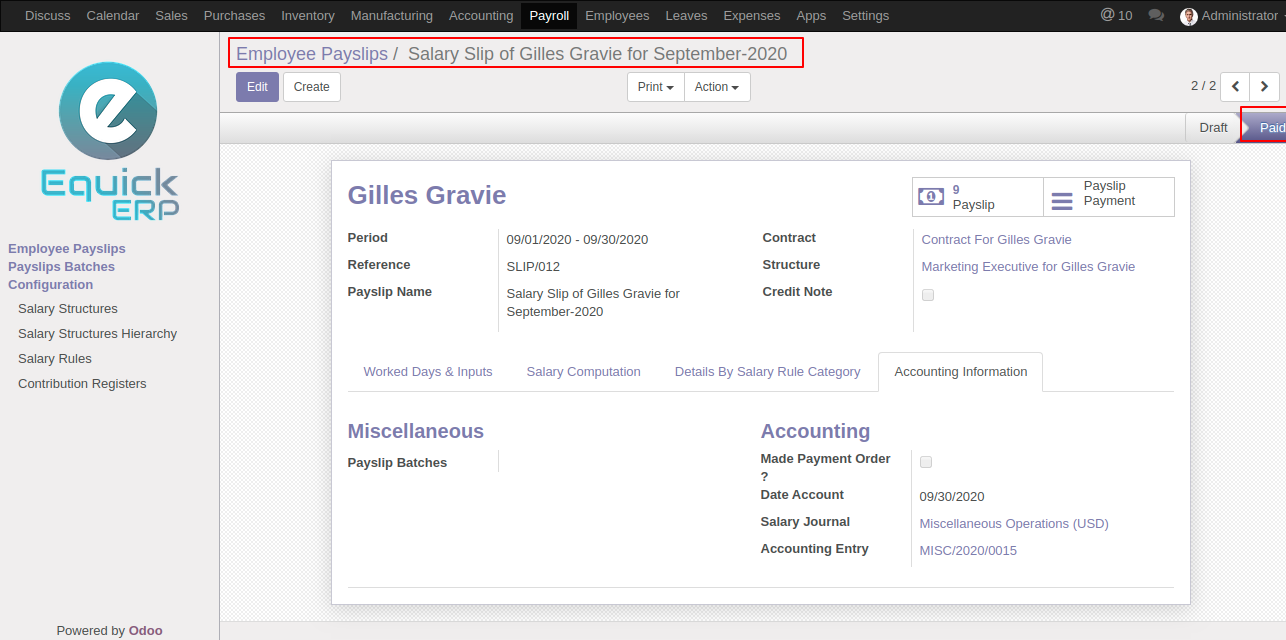 Discuss Calendar Sales Purchases Inventory Manufacturing Accounting Payroll Employees Leaves Expenses Apps Settings @ 10 Administrator
Employee Payslips / Salary Slip of Gilles Gravie for September-2020
Edit Create Print Action 2 / 2
Draft Paid
Equick
ERP
Employee Payslips
Payslips Batches
Configuration
Salary Structures
Salary Structures Hierarchy
Salary Rules
Contribution Registers
Powered by Odoo
Gilles Gravie
9
Payslip
Payslip
Payment
Period 09/01/2020 - 09/30/2020
Reference SLIP/012
Payslip Name Salary Slip of Gilles Gravie for
September-2020
Contract Contract For Gilles Gravie
Structure Marketing Executive for Gilles Gravie
Credit Note
Worked Days & Inputs Salary Computation Details By Salary Rule Category Accounting Information
Miscellaneous
Payslip Batches
Accounting
Made Payment Order
?
Date Account 09/30/2020
Salary Journal Miscellaneous Operations (USD)
Accounting Entry MISC/2020/0015